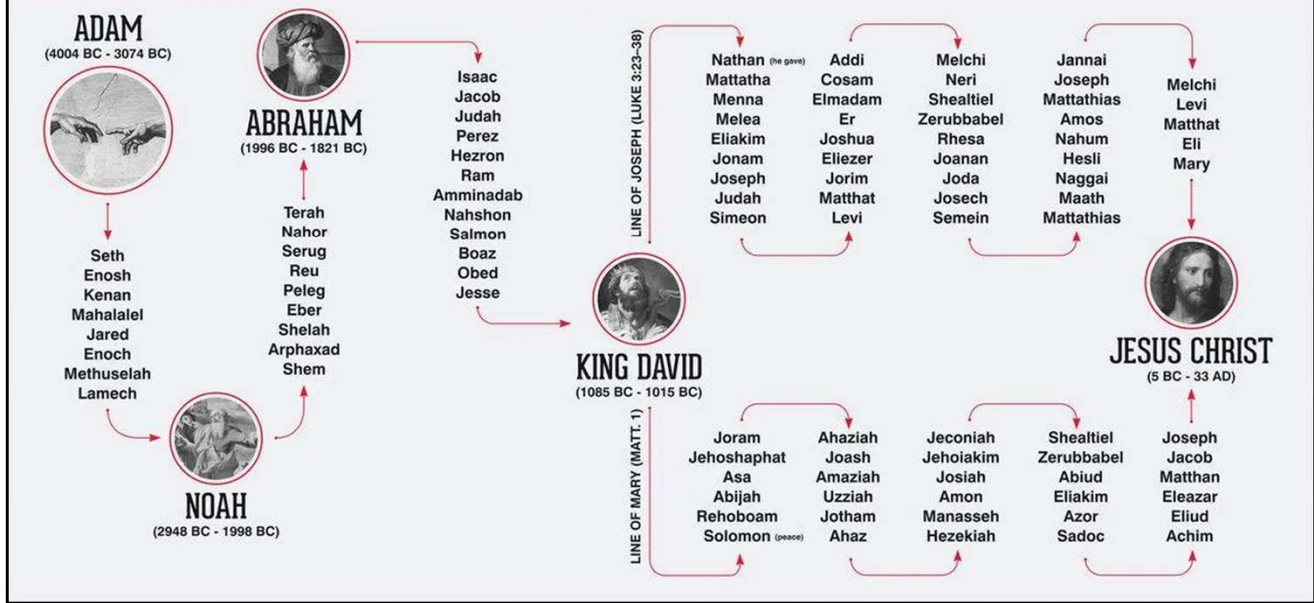 ADAM
(4004 BC - 3074 BC)
Seth
Enosh
Kenan
Mahalalel
Jared
Enoch
Methuselah
Lamech
NOAH
(2948 BC - 1998 BC)
ABRAHAM
(1996 BC - 1821 BC)
Terah
Nahor
Serug
Reu
Peleg
Eber
Shelah
Arphaxad
Shem
Isaac
Jacob
Judah
Perez
Hezron
Ram
Amminadab
Nahshon
Salmon
Boaz
Obed
Jesse
KING DAVID
(1085 BC - 1015 BC)
LINE OF JOSEPH (LUKE 3:23–38)
Nathan (he gave)
Mattatha
Menna
Melea
Eliakim
Jonam
Joseph
Judah
Simeon
Addi
Cosam
Elmadam
Er
Joshua
Eliezer
Jorim
Matthat
Levi
Melchi
Neri
Shealtiel
Zerubbabel
Rhesa
Joanan
Joda
Josech
Semein
Jannai
Joseph
Mattathias
Amos
Nahum
Hesli
Naggai
Maath
Mattathias
Melchi
Levi
Matthat
Eli
Mary
JESUS CHRIST
(5 BC - 33 AD)
LINE OF MARY (MATT. 1)
Joram
Jehoshaphat
Asa
Abijah
Rehoboam
Solomon (peace)
Ahaziah
Joash
Amaziah
Uzziah
Jotham
Ahaz
Jeconiah
Jehoiakim
Josiah
Amon
Manasseh
Hezekiah
Shealtiel
Zerubbabel
Abiud
Eliakim
Azor
Sadoc
Joseph
Jacob
Matthan
Eleazar
Eliud
Achim